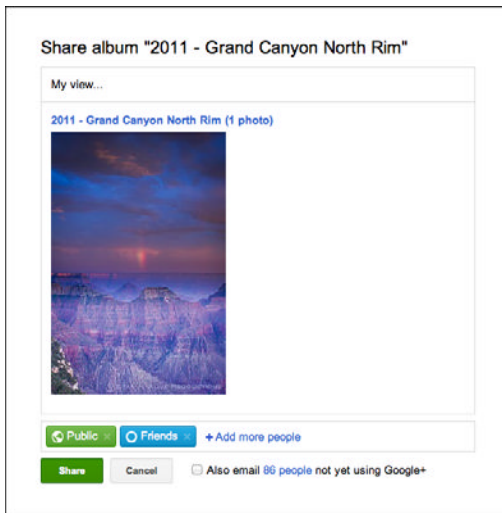 Share album "2011 - Grand Canyon North Rim"
My view...
2011 - Grand Canyon North Rim (1 photo)
Public ×
Friends ×
+ Add more people
Share
Cancel
Also email 86 people not yet using Google+